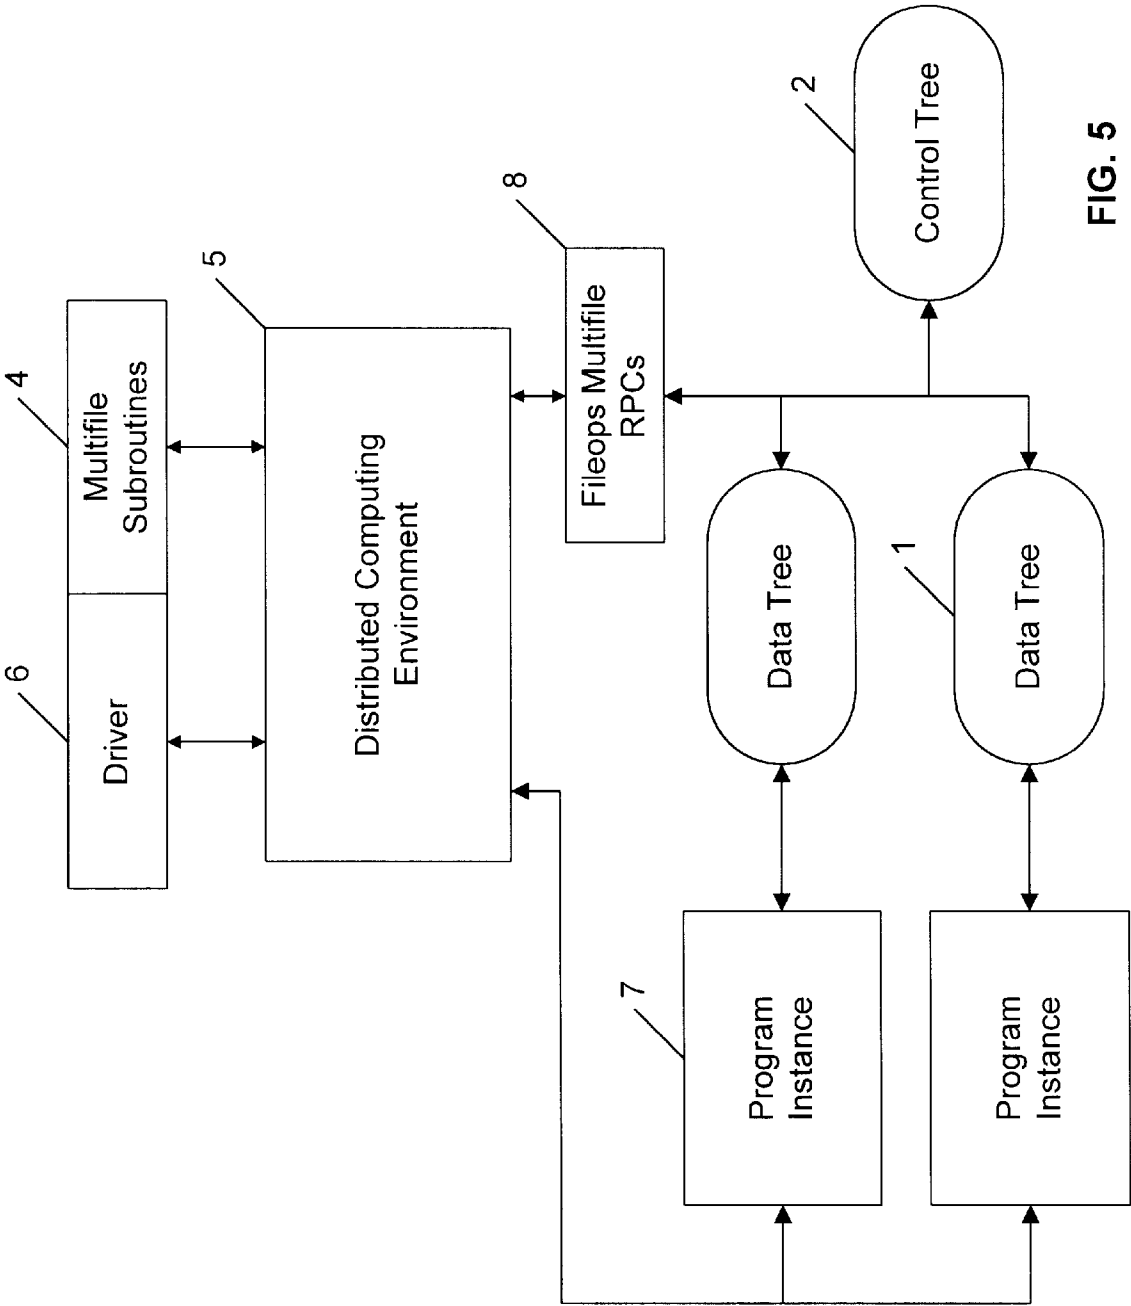 6
4
Driver
Multifile
Subroutines
5
Distributed Computing
Environment
8
Fileops Multifile
RPCs
7
Program
Instance
Data Tree
2
Control Tree
1
Program
Instance
Data Tree
FIG. 5